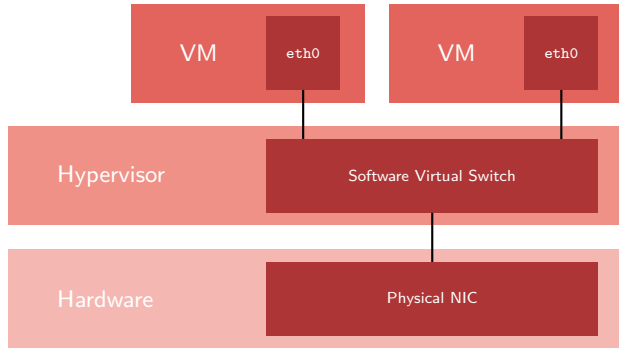 VM
eth0
VM
eth0
Hypervisor
Software Virtual Switch
Hardware
Physical NIC